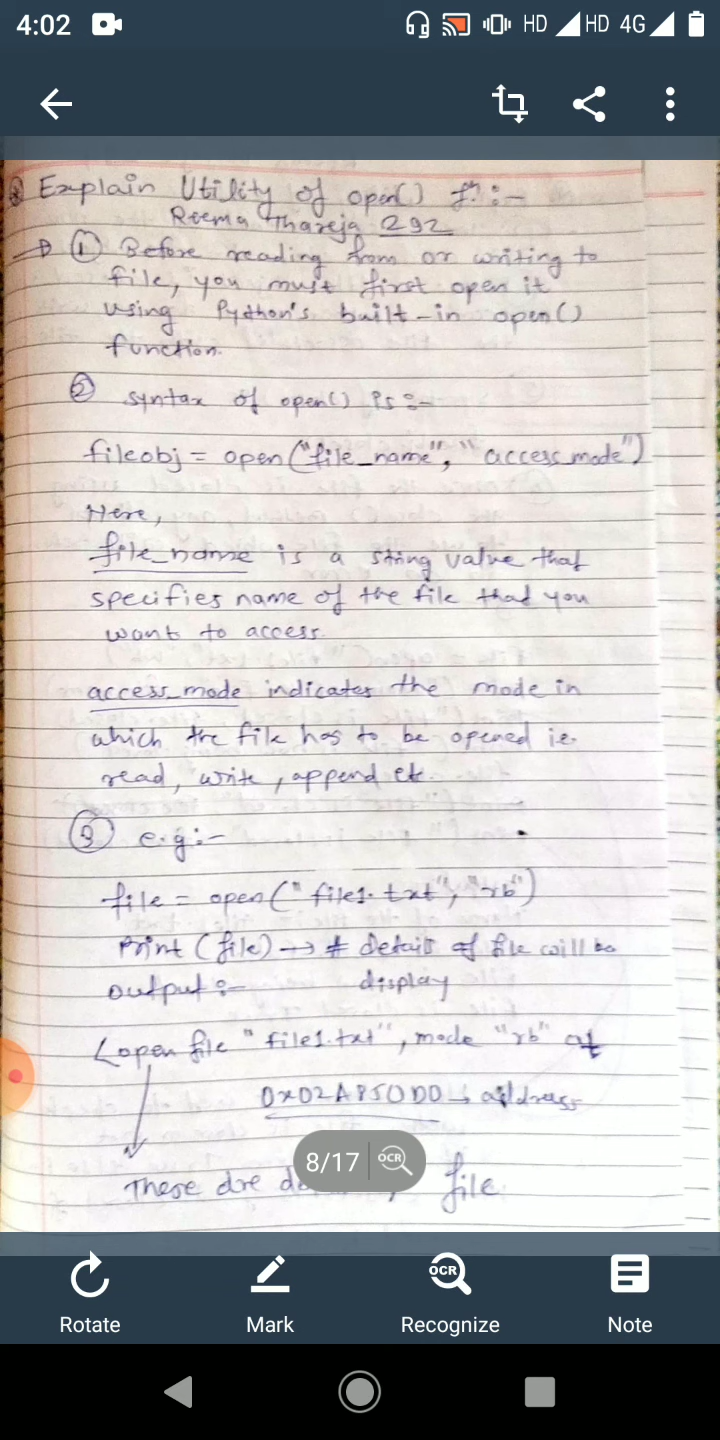 4:02 HD HD 4G
Explain Utility of open() fn:-
Reema Thareja 292
→ ① Before reading from or writing to
file, you must first open it
using Python's built-in open()
function.
② syntax of open() is :-
fileobj = open("file_name", "access_mode")
Here,
file_name is a string value that
specifies name of the file that you
want to access.
access_mode indicates the mode in
which the file has to be opened ie.
read, write, append etc.
③ e.g:-
file = open("file1.txt", "rb")
Print (file) → # details of file will be
output :- display
<open file "file1.txt", mode "rb" at
→ address
8/17 OCR
These are file
OCR
Rotate Mark Recognize Note